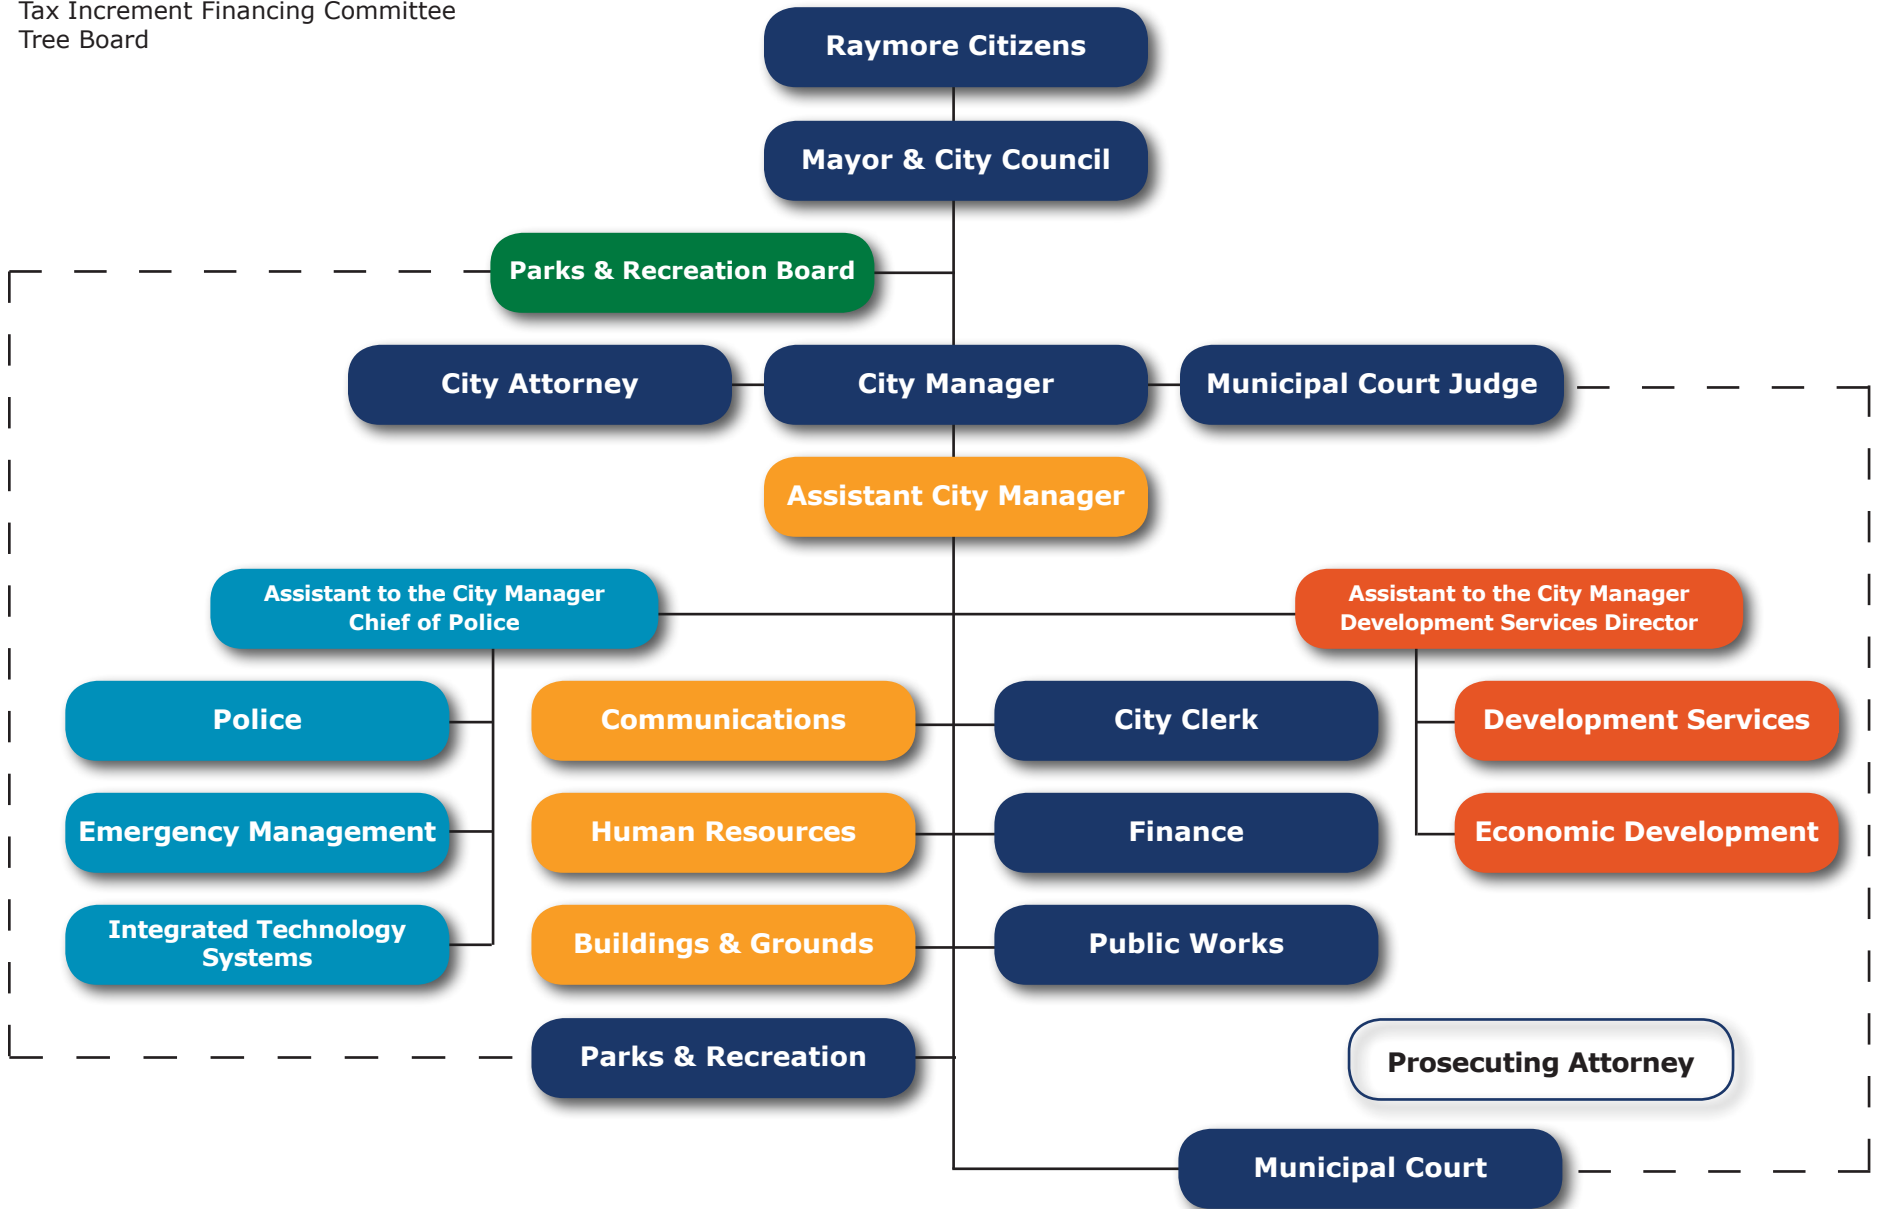 Tax Increment Financing Committee
Tree Board
Raymore Citizens
Mayor & City Council
Parks & Recreation Board
City Attorney
City Manager
Municipal Court Judge
Assistant City Manager
Assistant to the City Manager
Chief of Police
Assistant to the City Manager
Development Services Director
Police
Communications
City Clerk
Development Services
Emergency Management
Human Resources
Finance
Economic Development
Integrated Technology
Systems
Buildings & Grounds
Public Works
Parks & Recreation
Prosecuting Attorney
Municipal Court